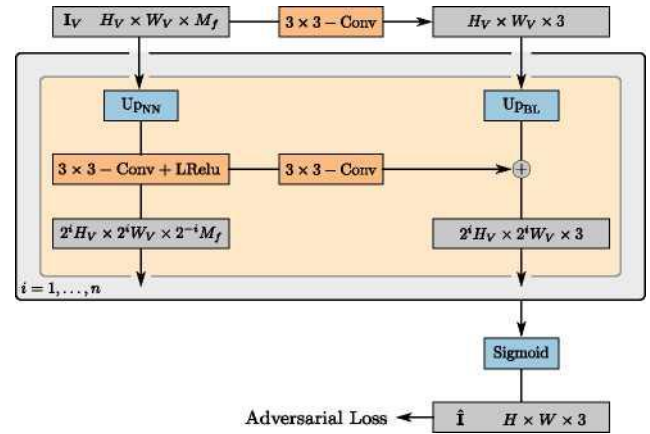 I_V H_V × W_V × M_f
3 × 3 − Conv
H_V × W_V × 3
Up_NN
Up_BL
3 × 3 − Conv + LRelu
3 × 3 − Conv
+
2^i H_V × 2^i W_V × 2^{-i} M_f
2^i H_V × 2^i W_V × 3
i = 1, . . . , n
Sigmoid
Adversarial Loss
Î H × W × 3